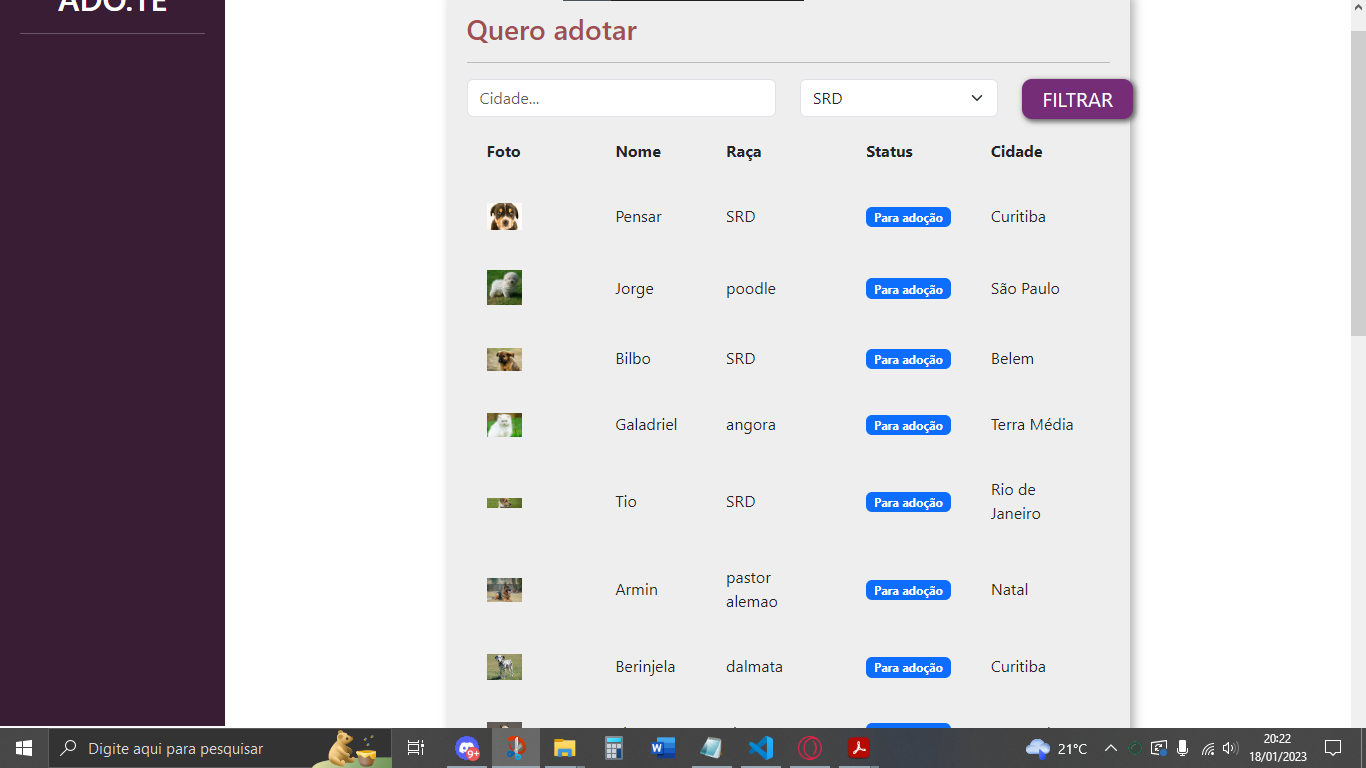 ADO.TE
Quero adotar
Cidade...
SRD
FILTRAR
Foto Nome Raça Status Cidade
Pensar SRD Para adoção Curitiba
Jorge poodle Para adoção São Paulo
Bilbo SRD Para adoção Belem
Galadriel angora Para adoção Terra Média
Tio SRD Para adoção Rio de
Janeiro
Armin pastor
alemao Para adoção Natal
Berinjela dalmata Para adoção Curitiba
Digite aqui para pesquisar
9+
21°C
20:22
18/01/2023